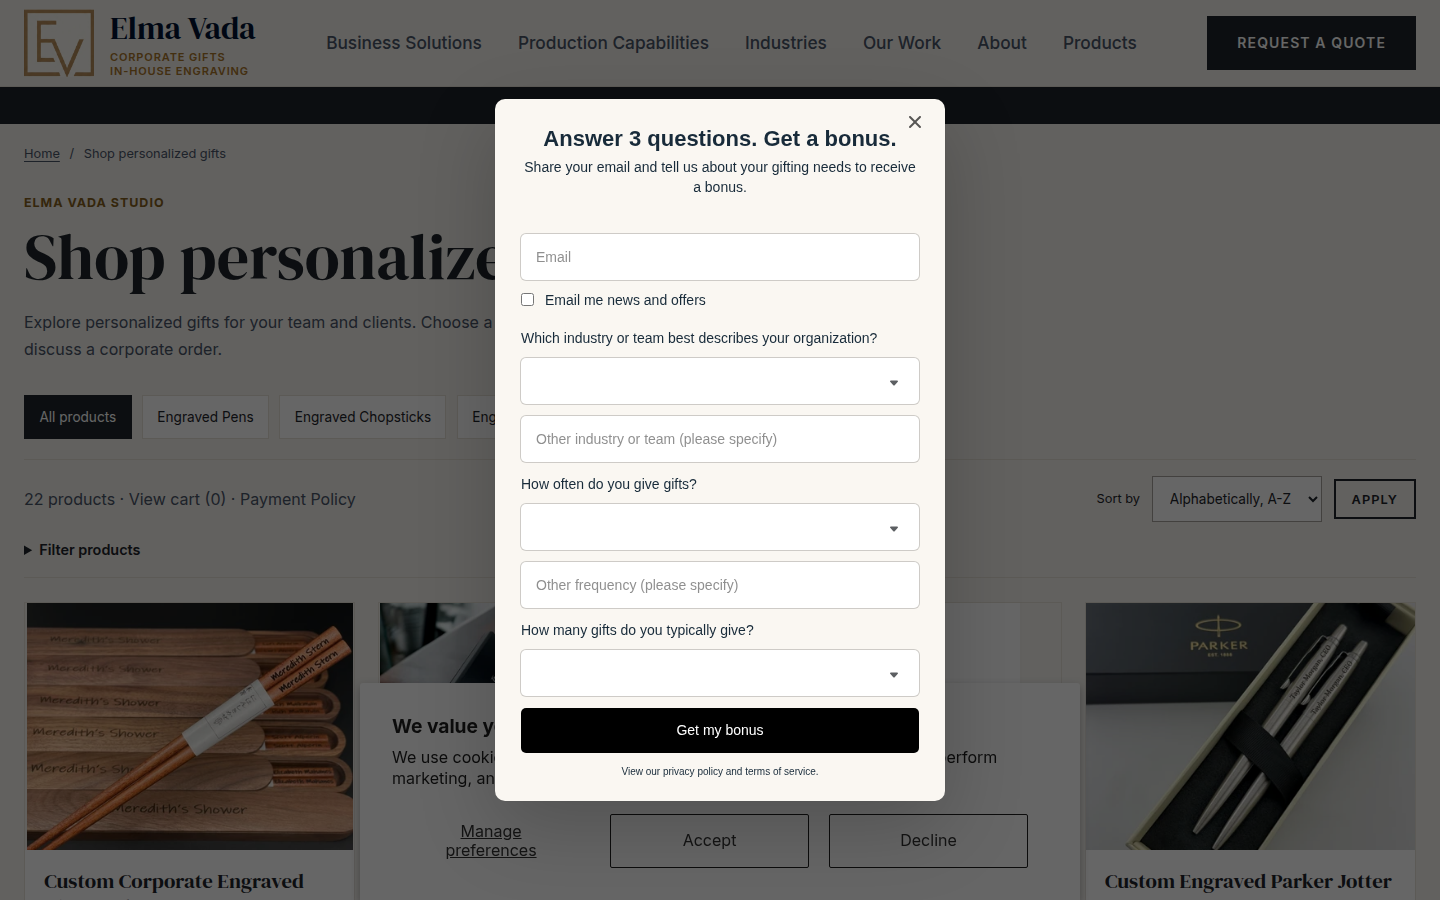 Elma Vada
CORPORATE GIFTS
IN-HOUSE ENGRAVING
Business Solutions
Production Capabilities
Industries
Our Work
About
Products
REQUEST A QUOTE
Home / Shop personalized gifts
ELMA VADA STUDIO
Shop personalize
Explore personalized gifts for your team and clients. Choose a
discuss a corporate order.
All products
Engraved Pens
Engraved Chopsticks
Eng
22 products · View cart (0) · Payment Policy
Sort by
Alphabetically, A-Z
APPLY
Filter products
Answer 3 questions. Get a bonus.
Share your email and tell us about your gifting needs to receive
a bonus.
Email
Email me news and offers
Which industry or team best describes your organization?
Other industry or team (please specify)
How often do you give gifts?
Other frequency (please specify)
How many gifts do you typically give?
Get my bonus
View our privacy policy and terms of service.
We value y
We use cooki
erform
marketing, an
Manage
preferences
Accept
Decline
Meredith Stern
Meredith Stern
Meredith's Shower
Meredith's Shower
Meredith's Shower
PARKER
Custom Corporate Engraved
Custom Engraved Parker Jotter